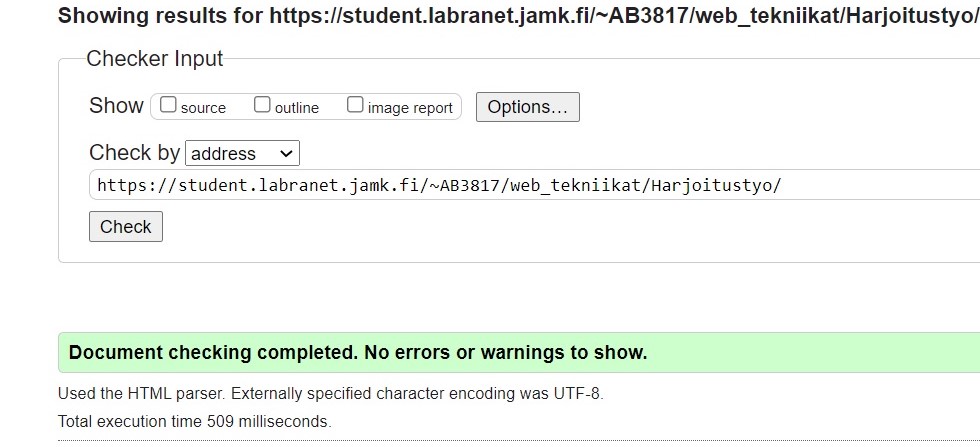 Showing results for https://student.labranet.jamk.fi/~AB3817/web_tekniikat/Harjoitustyo/
Checker Input
Show source outline image report Options...
Check by address
https://student.labranet.jamk.fi/~AB3817/web_tekniikat/Harjoitustyo/
Check
Document checking completed. No errors or warnings to show.
Used the HTML parser. Externally specified character encoding was UTF-8.
Total execution time 509 milliseconds.